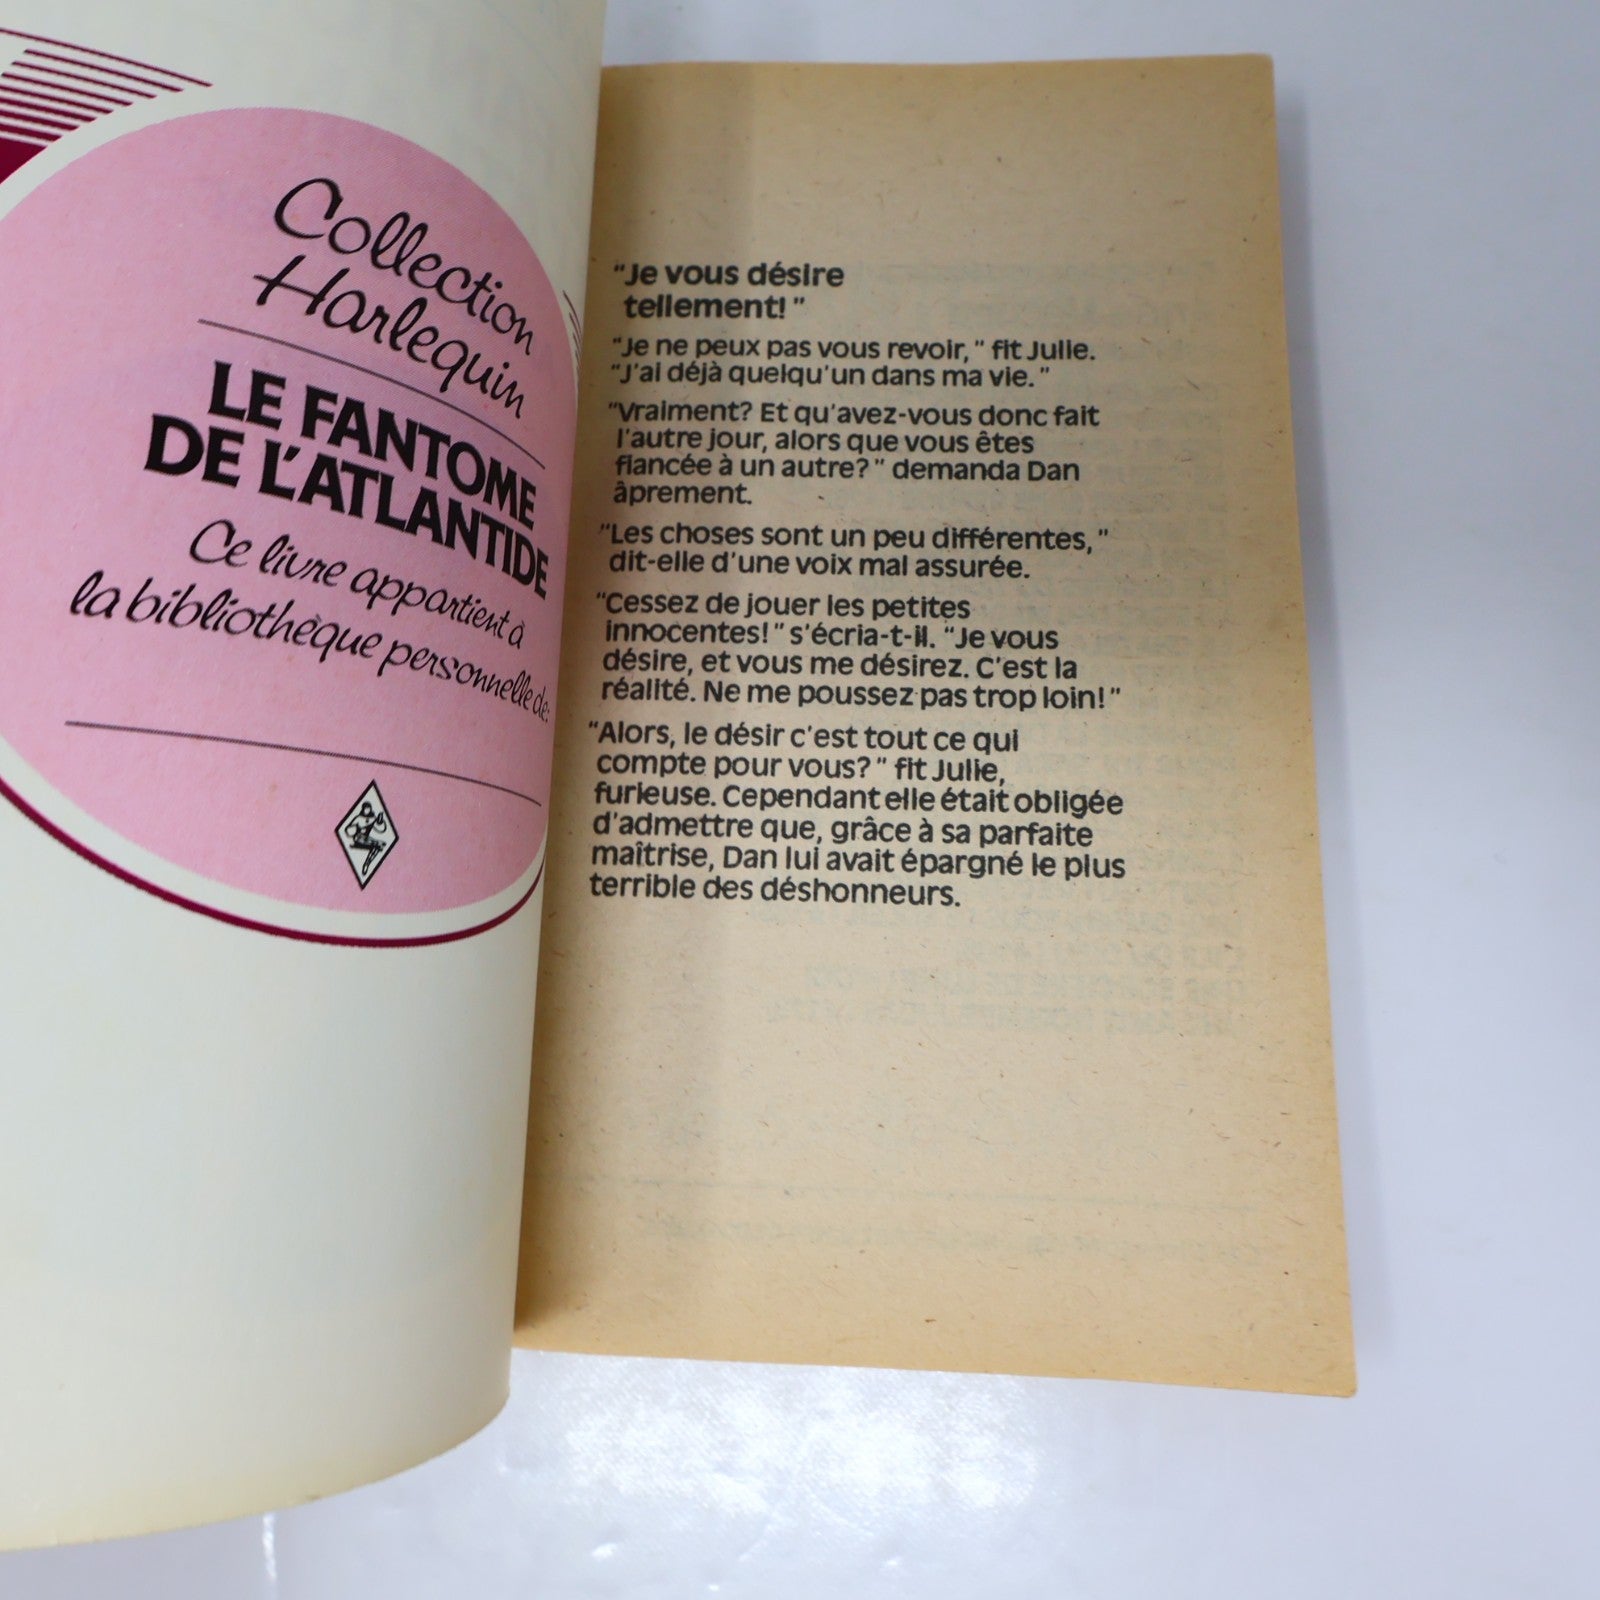 Collection
Harlequin
LE FANTOME
DE L'ATLANTIDE
Ce livre appartient à
la bibliothèque personnelle de:
"Je vous désire
tellement!"
"Je ne peux pas vous revoir," fit Julie.
"J'ai déjà quelqu'un dans ma vie."
"Vraiment? Et qu'avez-vous donc fait
l'autre jour, alors que vous êtes
fiancée à un autre?" demanda Dan
âprement.
"Les choses sont un peu différentes,"
dit-elle d'une voix mal assurée.
"Cessez de jouer les petites
innocentes!" s'écria-t-il. "Je vous
désire, et vous me désirez. C'est la
réalité. Ne me poussez pas trop loin!"
"Alors, le désir c'est tout ce qui
compte pour vous?" fit Julie,
furieuse. Cependant elle était obligée
d'admettre que, grâce à sa parfaite
maîtrise, Dan lui avait épargné le plus
terrible des déshonneurs.